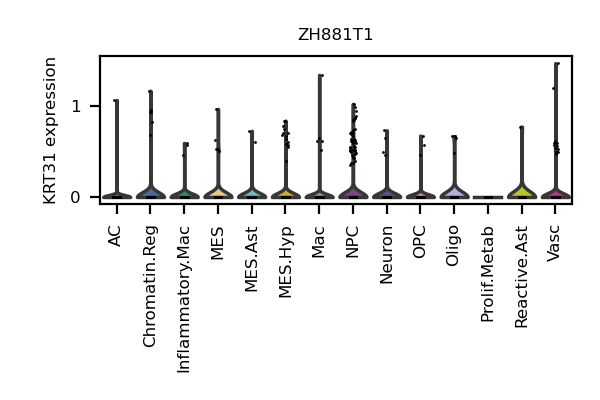 ZH881T1
KRT31 expression
1
0
AC
Chromatin.Reg
Inflammatory.Mac
MES
MES.Ast
MES.Hyp
Mac
NPC
Neuron
OPC
Oligo
Prolif.Metab
Reactive.Ast
Vasc